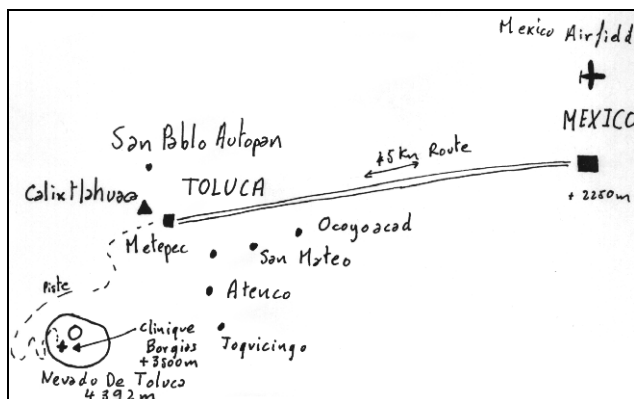 Mexico Airfield
MEXICO
+ 2250m
San Pablo Autopan
45Km Route
Calixtlahuaca
TOLUCA
Metepec
Ocoyoacad
San Mateo
Atenco
Joquicingo
Piste
Clinique
Borgias
+3500m
Nevado De Toluca
4392m